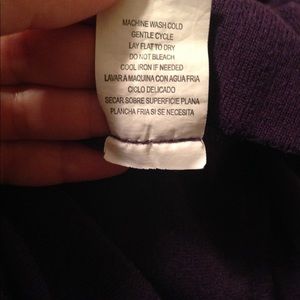 MACHINE WASH COLD
GENTLE CYCLE
LAY FLAT TO DRY
DO NOT BLEACH
COOL IRON IF NEEDED
LAVAR A MAQUINA CON AGUA FRIA
CICLO DELICADO
SECAR SOBRE SUPERFICIE PLANA
PLANCHA FRIA SI SE NECESITA